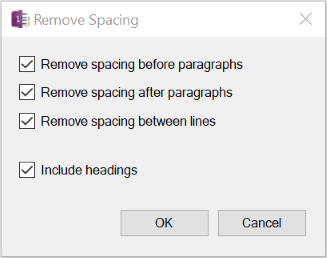 Remove Spacing
Remove spacing before paragraphs
Remove spacing after paragraphs
Remove spacing between lines
Include headings
OK
Cancel